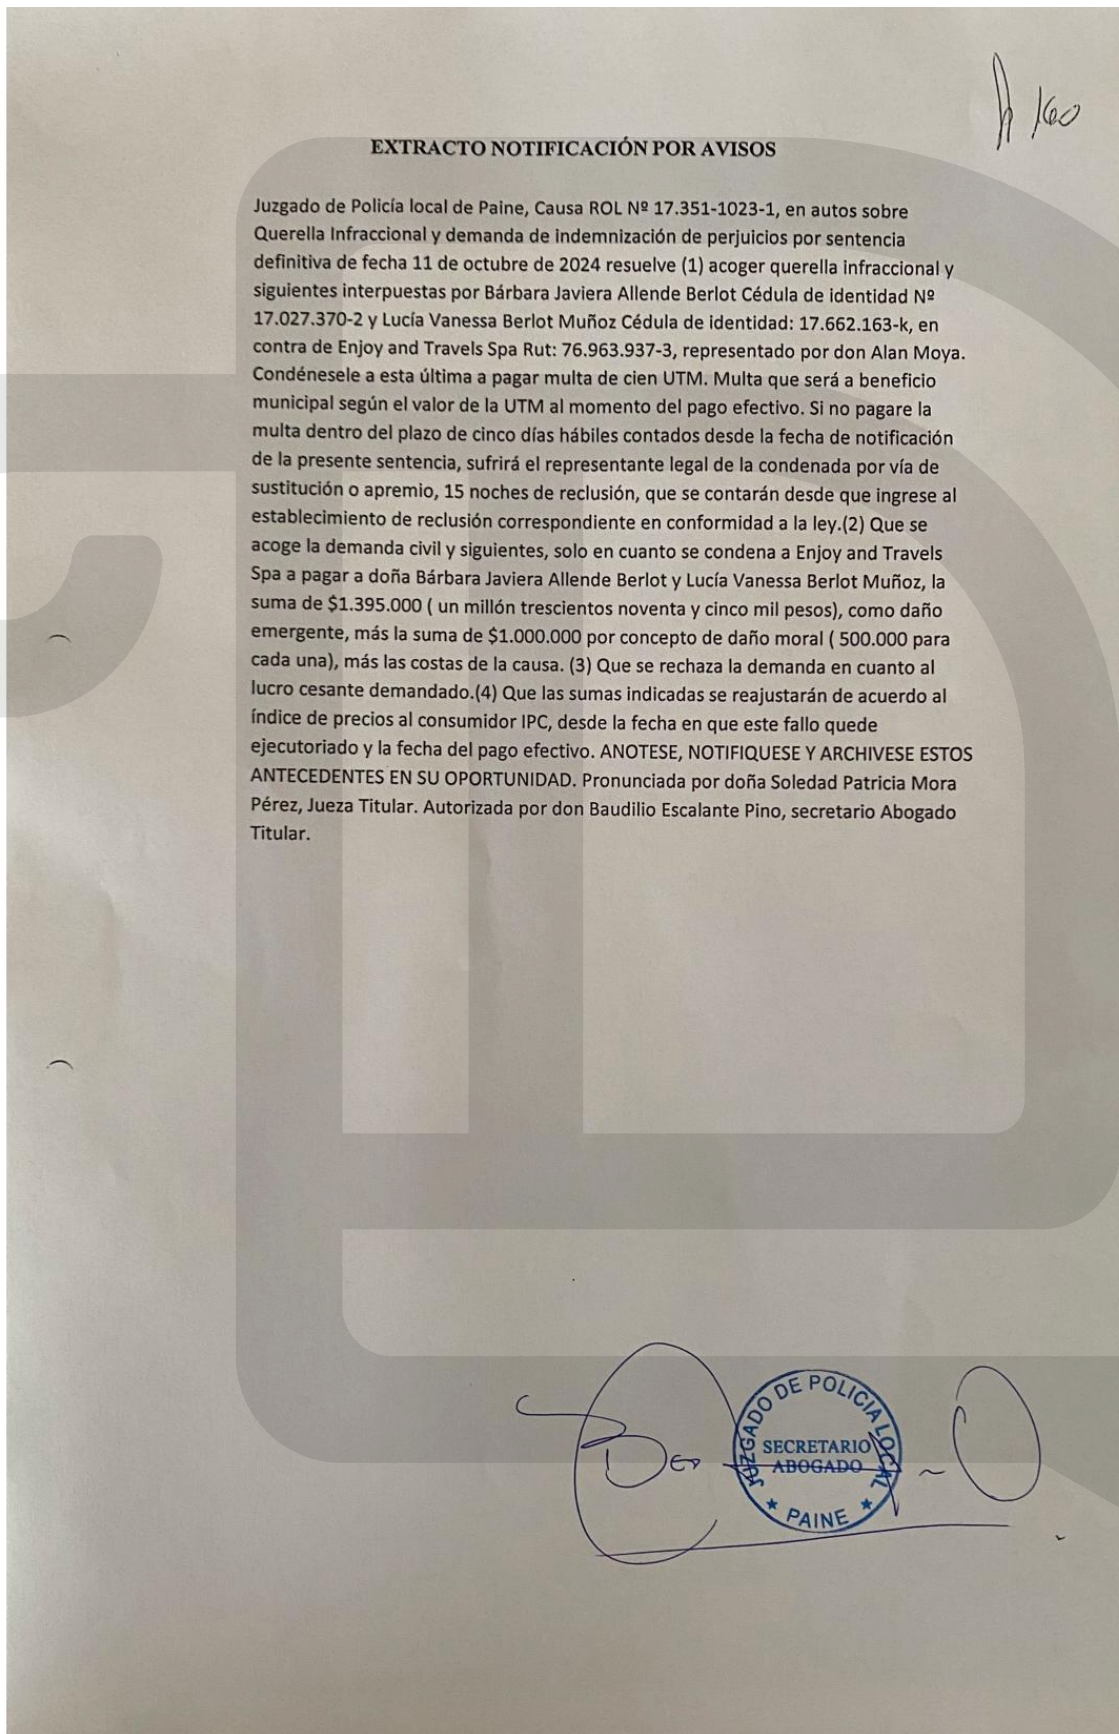 160
EXTRACTO NOTIFICACIÓN POR AVISOS
Juzgado de Policía local de Paine, Causa ROL Nº 17.351-1023-1, en autos sobre
Querella Infraccional y demanda de indemnización de perjuicios por sentencia
definitiva de fecha 11 de octubre de 2024 resuelve (1) acoger querella infraccional y
siguientes interpuestas por Bárbara Javiera Allende Berlot Cédula de identidad Nº
17.027.370-2 y Lucía Vanessa Berlot Muñoz Cédula de identidad: 17.662.163-k, en
contra de Enjoy and Travels Spa Rut: 76.963.937-3, representado por don Alan Moya.
Condénesele a esta última a pagar multa de cien UTM. Multa que será a beneficio
municipal según el valor de la UTM al momento del pago efectivo. Si no pagare la
multa dentro del plazo de cinco días hábiles contados desde la fecha de notificación
de la presente sentencia, sufrirá el representante legal de la condenada por vía de
sustitución o apremio, 15 noches de reclusión, que se contarán desde que ingrese al
establecimiento de reclusión correspondiente en conformidad a la ley.(2) Que se
acoge la demanda civil y siguientes, solo en cuanto se condena a Enjoy and Travels
Spa a pagar a doña Bárbara Javiera Allende Berlot y Lucía Vanessa Berlot Muñoz, la
suma de $1.395.000 ( un millón trescientos noventa y cinco mil pesos), como daño
emergente, más la suma de $1.000.000 por concepto de daño moral ( 500.000 para
cada una), más las costas de la causa. (3) Que se rechaza la demanda en cuanto al
lucro cesante demandado.(4) Que las sumas indicadas se reajustarán de acuerdo al
índice de precios al consumidor IPC, desde la fecha en que este fallo quede
ejecutoriado y la fecha del pago efectivo. ANOTESE, NOTIFIQUESE Y ARCHIVESE ESTOS
ANTECEDENTES EN SU OPORTUNIDAD. Pronunciada por doña Soledad Patricia Mora
Pérez, Jueza Titular. Autorizada por don Baudilio Escalante Pino, secretario Abogado
Titular.
JUZGADO DE POLICIA LOCAL
SECRETARIO
ABOGADO
PAINE